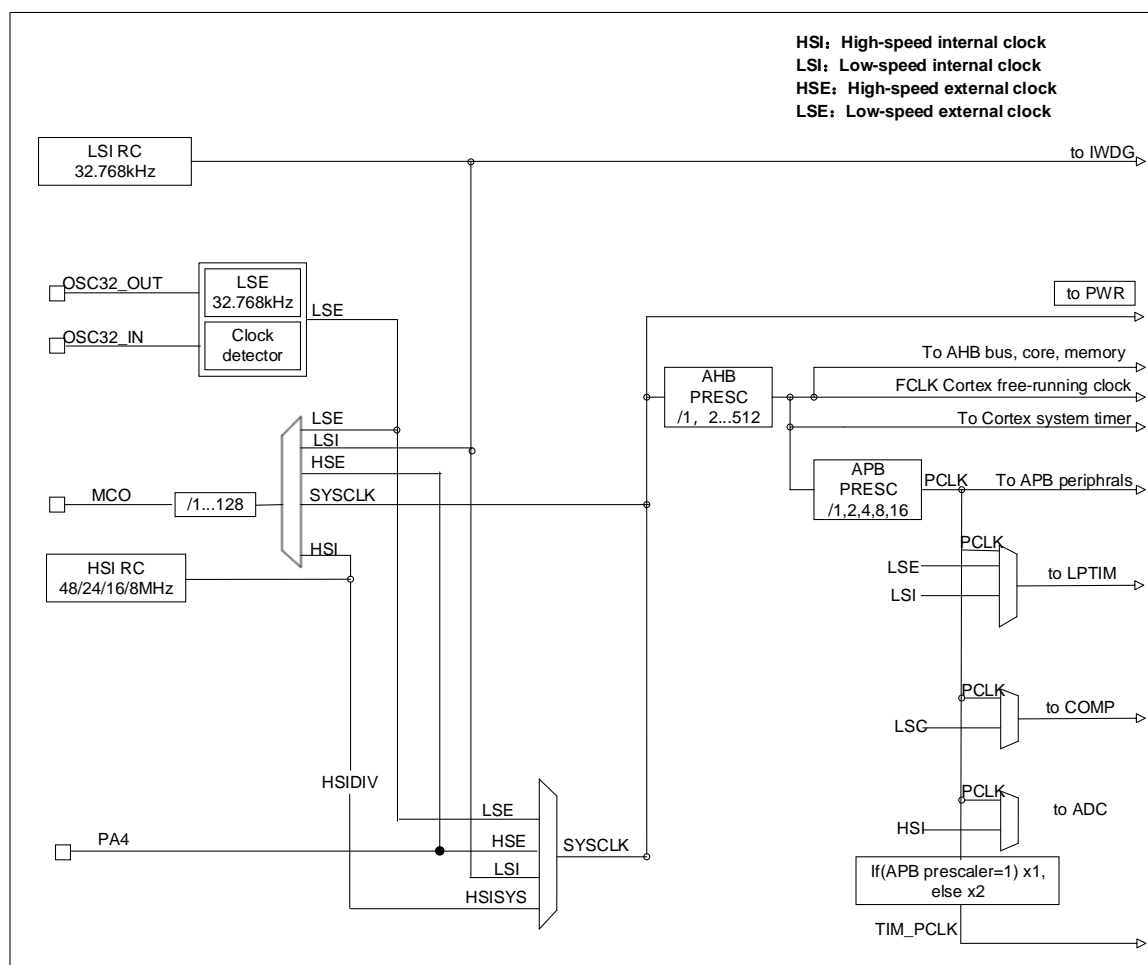 HSI：High-speed internal clock
LSI：Low-speed internal clock
HSE：High-speed external clock
LSE：Low-speed external clock
LSI RC
32.768kHz
to IWDG
OSC32_OUT
OSC32_IN
LSE
32.768kHz
Clock
detector
LSE
to PWR
To AHB bus, core, memory
AHB
PRESC
/1， 2...512
FCLK Cortex free-running clock
To Cortex system timer
LSE
LSI
HSE
SYSCLK
HSI
MCO
/1...128
HSI RC
48/24/16/8MHz
APB
PRESC
/1,2,4,8,16
PCLK
To APB periphrals
PCLK
LSE
LSI
to LPTIM
PCLK
LSC
to COMP
HSIDIV
PCLK
HSI
to ADC
PA4
LSE
HSE
LSI
HSISYS
SYSCLK
If(APB prescaler=1) x1,
else x2
TIM_PCLK